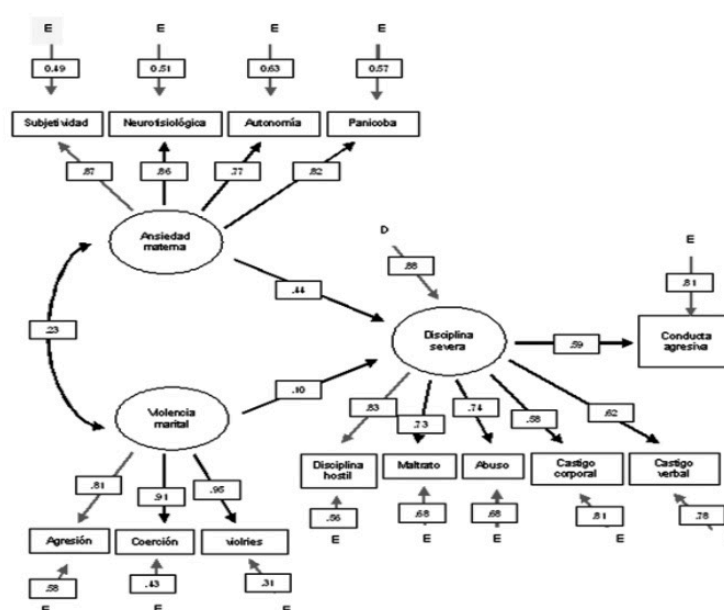 E E E E
0.49 0.51 0.63 0.57
Subjetividad Neurofisiológica Autonomía Panicoba
.87 .86 .77 .82
Ansiedad
materna
D
E
.88
.81
.44
.23
Disciplina
severa
.59
Conducta
agresiva
.10
Violencia
marital
.83 .73 .74 .58 .62
Disciplina
hostil
Maltrato
Abuso
Castigo
corporal
Castigo
verbal
.81 .91 .95
.56 .68 .68 .81 .78
E E E E
Agresión Coerción violries
.58 .43 .31
E E E